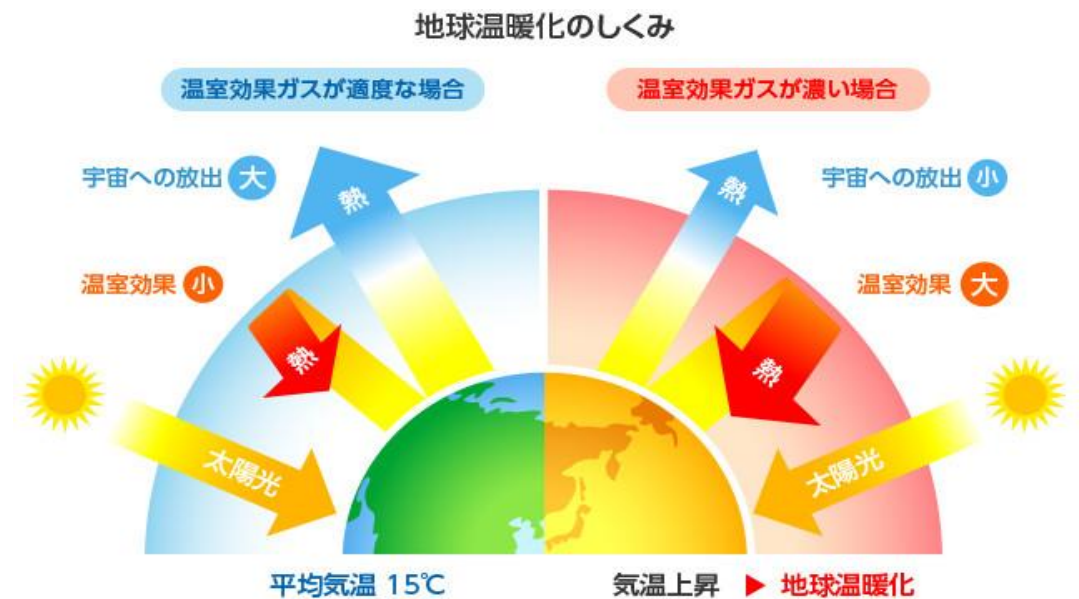 地球温暖化のしくみ
温室効果ガスが適度な場合
宇宙への放出 大
熱
温室効果 小
熱
太陽光
平均気温 15℃
温室効果ガスが濃い場合
宇宙への放出 小
熱
温室効果 大
熱
太陽光
気温上昇 ▶ 地球温暖化